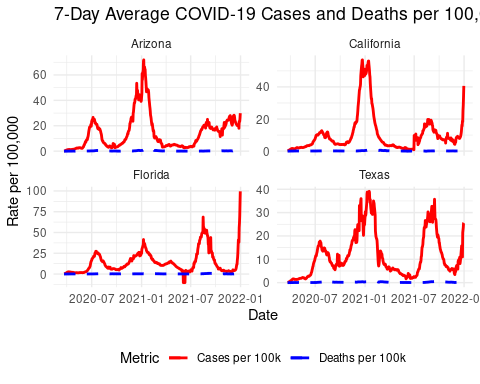 7-Day Average COVID-19 Cases and Deaths per 100,
Arizona California
60
40
20
0
40
20
0
Florida Texas
100
75
50
25
0
40
30
20
10
0
Rate per 100,000
2020-07 2021-01 2021-07 2022-01 2020-07 2021-01 2021-07 2022-0
Date
Metric Cases per 100k Deaths per 100k